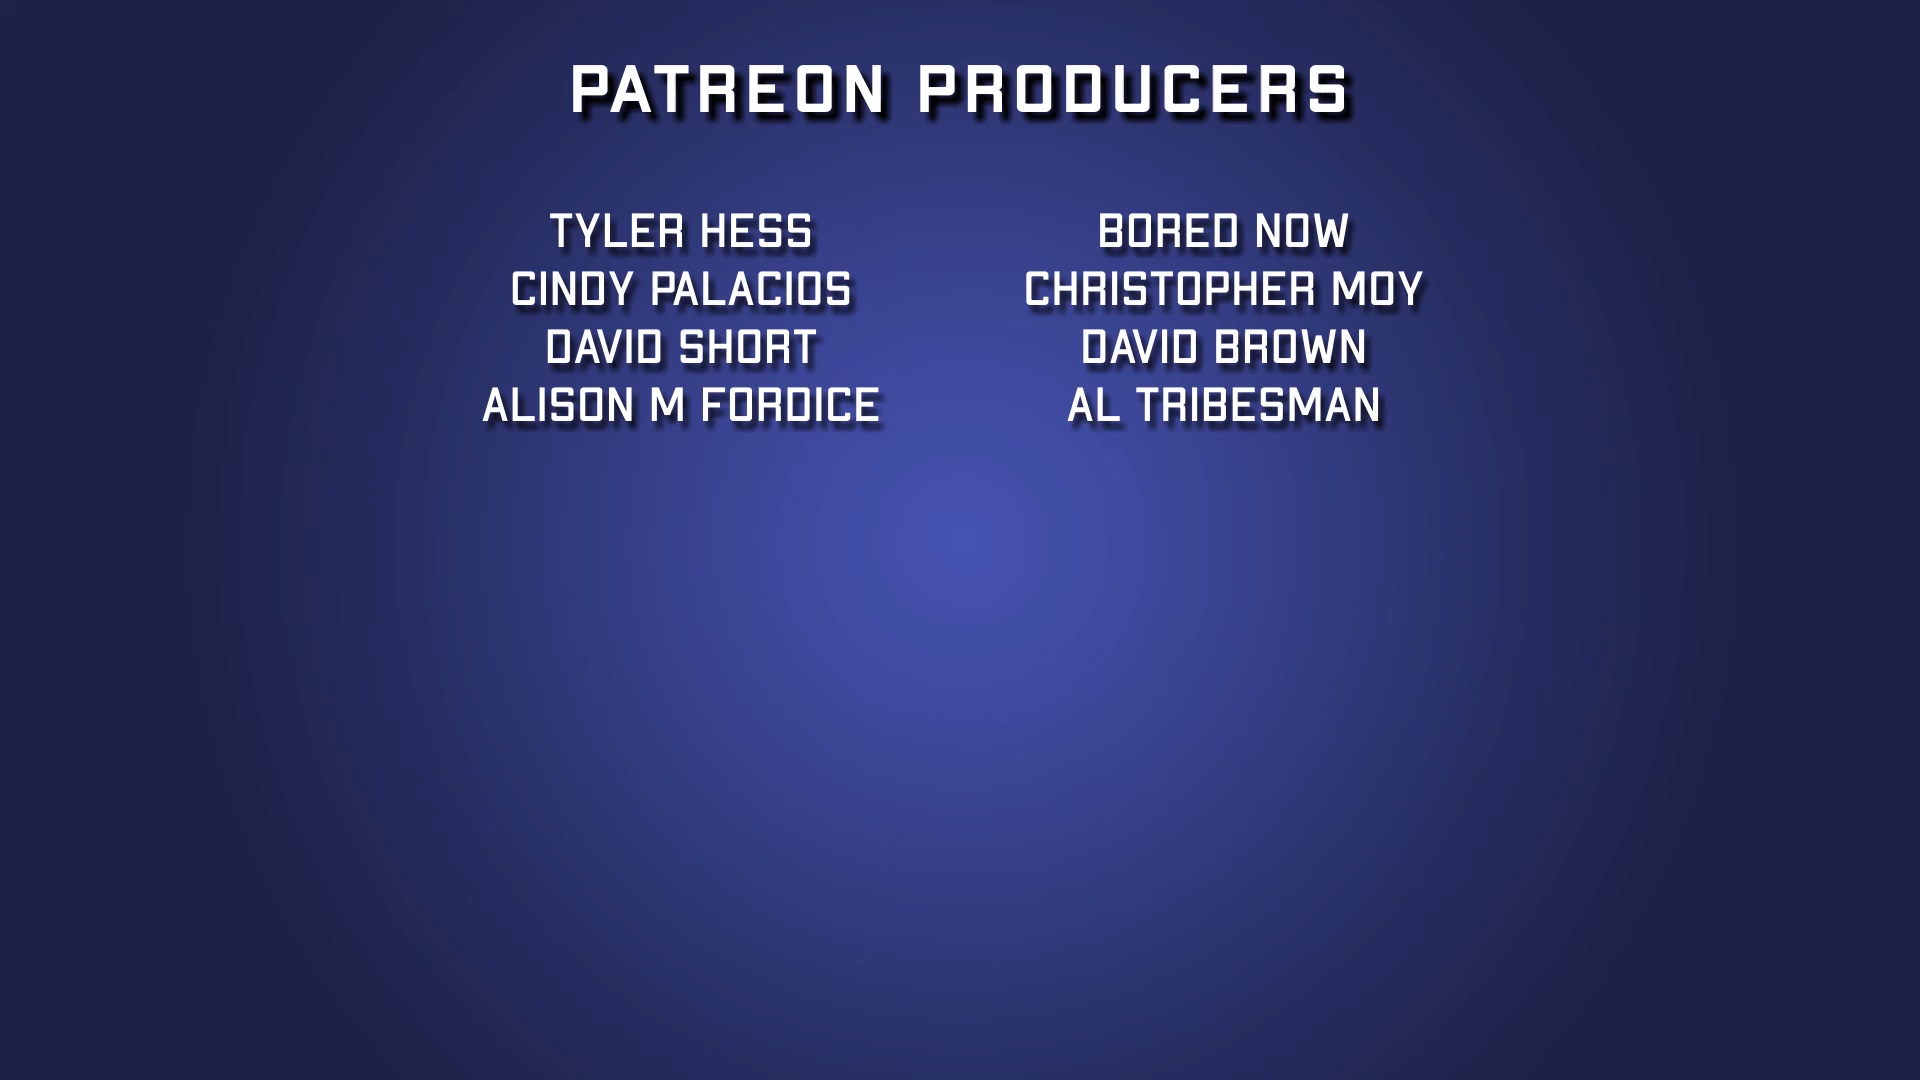 PATREON PRODUCERS
TYLER HESS
CINDY PALACIOS
DAVID SHORT
ALISON M FORDICE
BORED NOW
CHRISTOPHER MOY
DAVID BROWN
AL TRIBESMAN